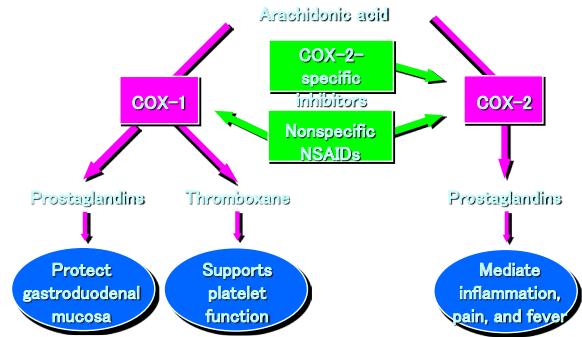 Arachidonic acid
COX-2-
specific
inhibitors
COX-1
COX-2
Nonspecific
NSAIDs
Prostaglandins
Thromboxane
Prostaglandins
Protect
gastroduodenal
mucosa
Supports
platelet
function
Mediate
inflammation,
pain, and fever